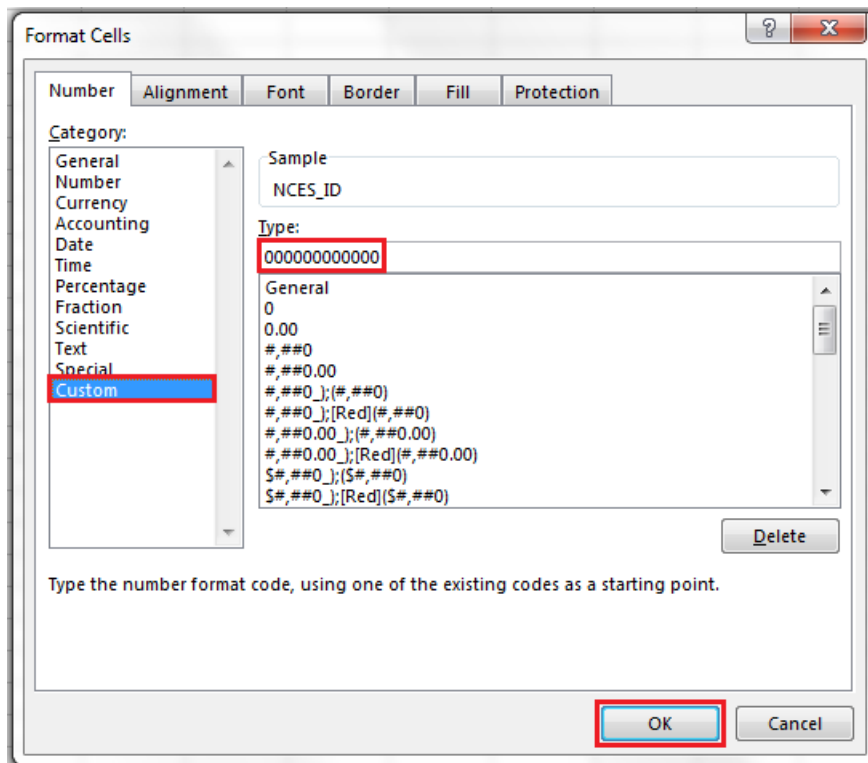 Format Cells
?
X
Number Alignment Font Border Fill Protection
Category:
General
Number
Currency
Accounting
Date
Time
Percentage
Fraction
Scientific
Text
Special
Custom
Sample
NCES_ID
Type:
000000000000
General
0
0.00
#,##0
#,##0.00
#,##0_);(#,##0)
#,##0_);[Red](#,##0)
#,##0.00_);(#,##0.00)
#,##0.00_);[Red](#,##0.00)
$#,##0_);($#,##0)
$#,##0_);[Red]($#,##0)
Delete
Type the number format code, using one of the existing codes as a starting point.
OK Cancel